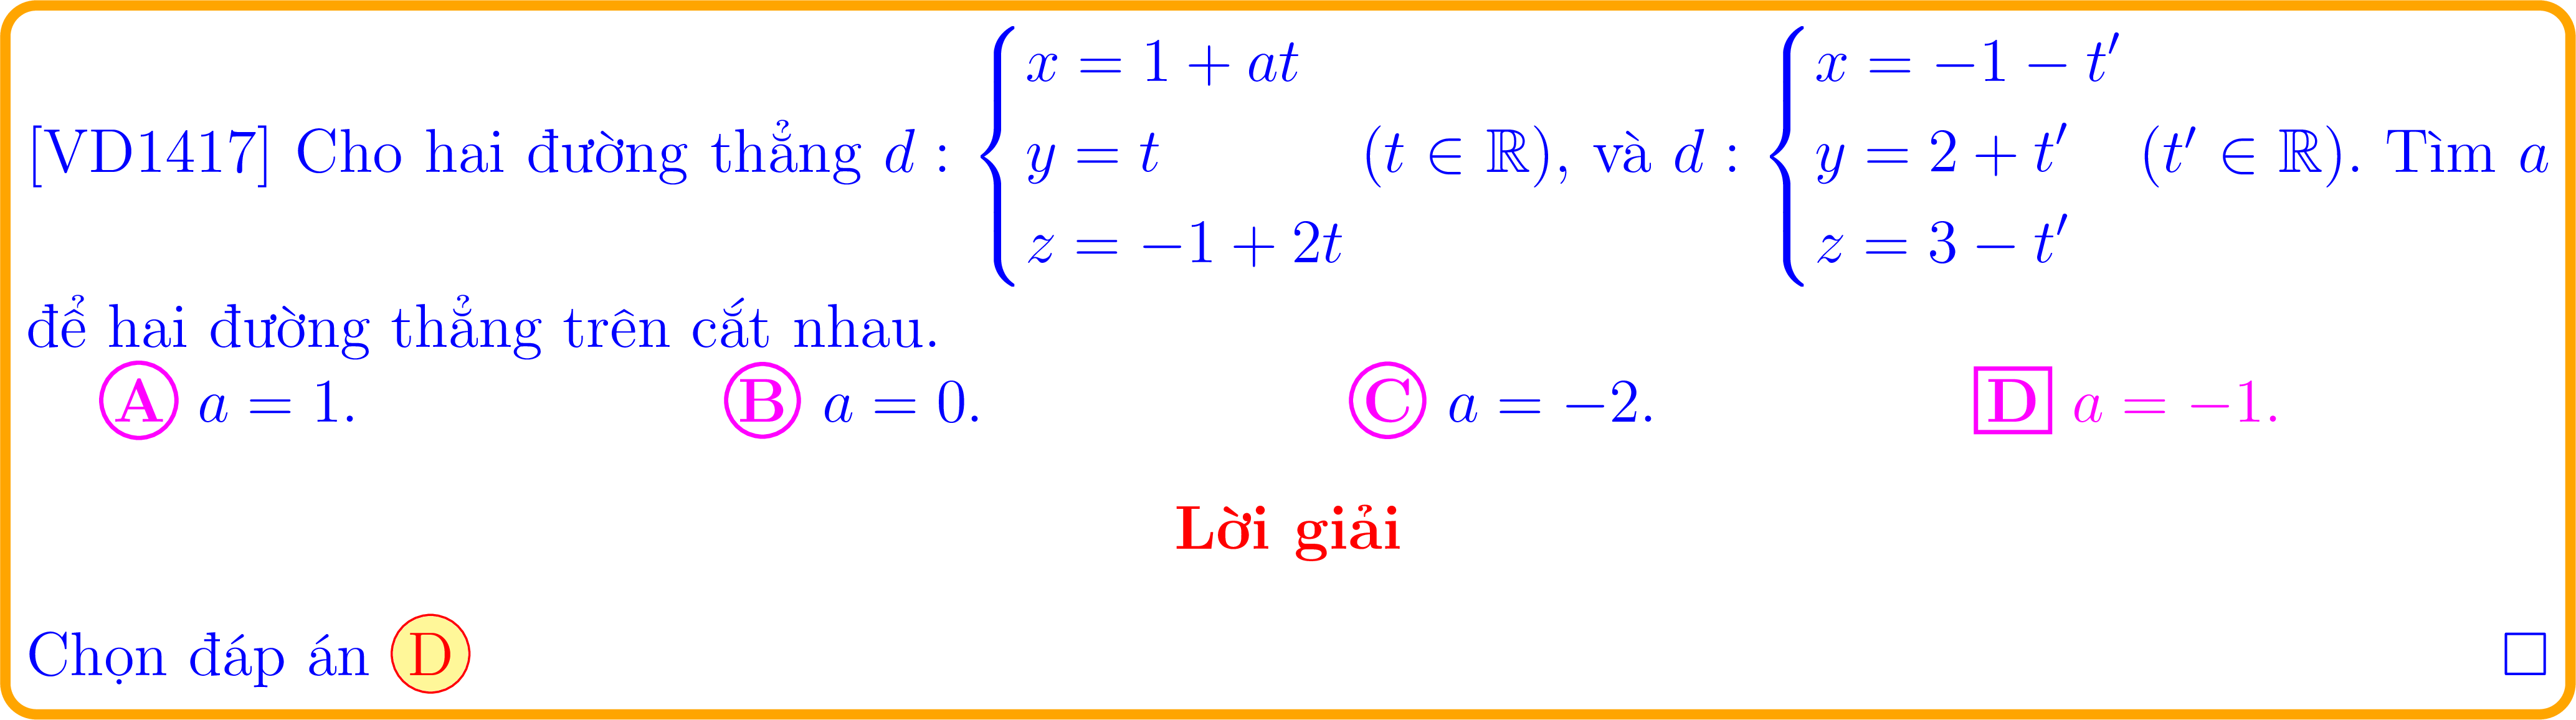 [VD1417] Cho hai đường thẳng $d : \begin{cases} x = 1 + at \\ y = t \\ z = -1 + 2t \end{cases}$ $(t \in \mathbb{R})$, và $d : \begin{cases} x = -1 - t' \\ y = 2 + t' \\ z = 3 - t' \end{cases}$ $(t' \in \mathbb{R})$. Tìm $a$
để hai đường thẳng trên cắt nhau.
A $a = 1$. B $a = 0$. C $a = -2$. D $a = -1$.
Lời giải
Chọn đáp án D □